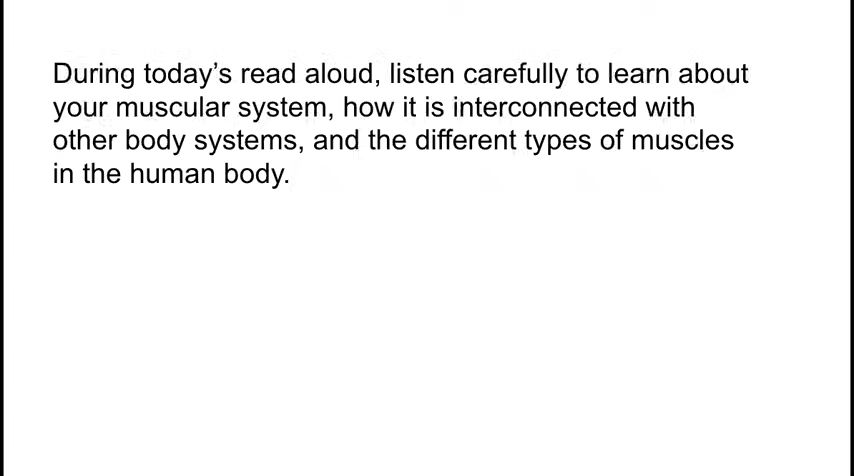 During today’s read aloud, listen carefully to learn about
your muscular system, how it is interconnected with
other body systems, and the different types of muscles
in the human body.